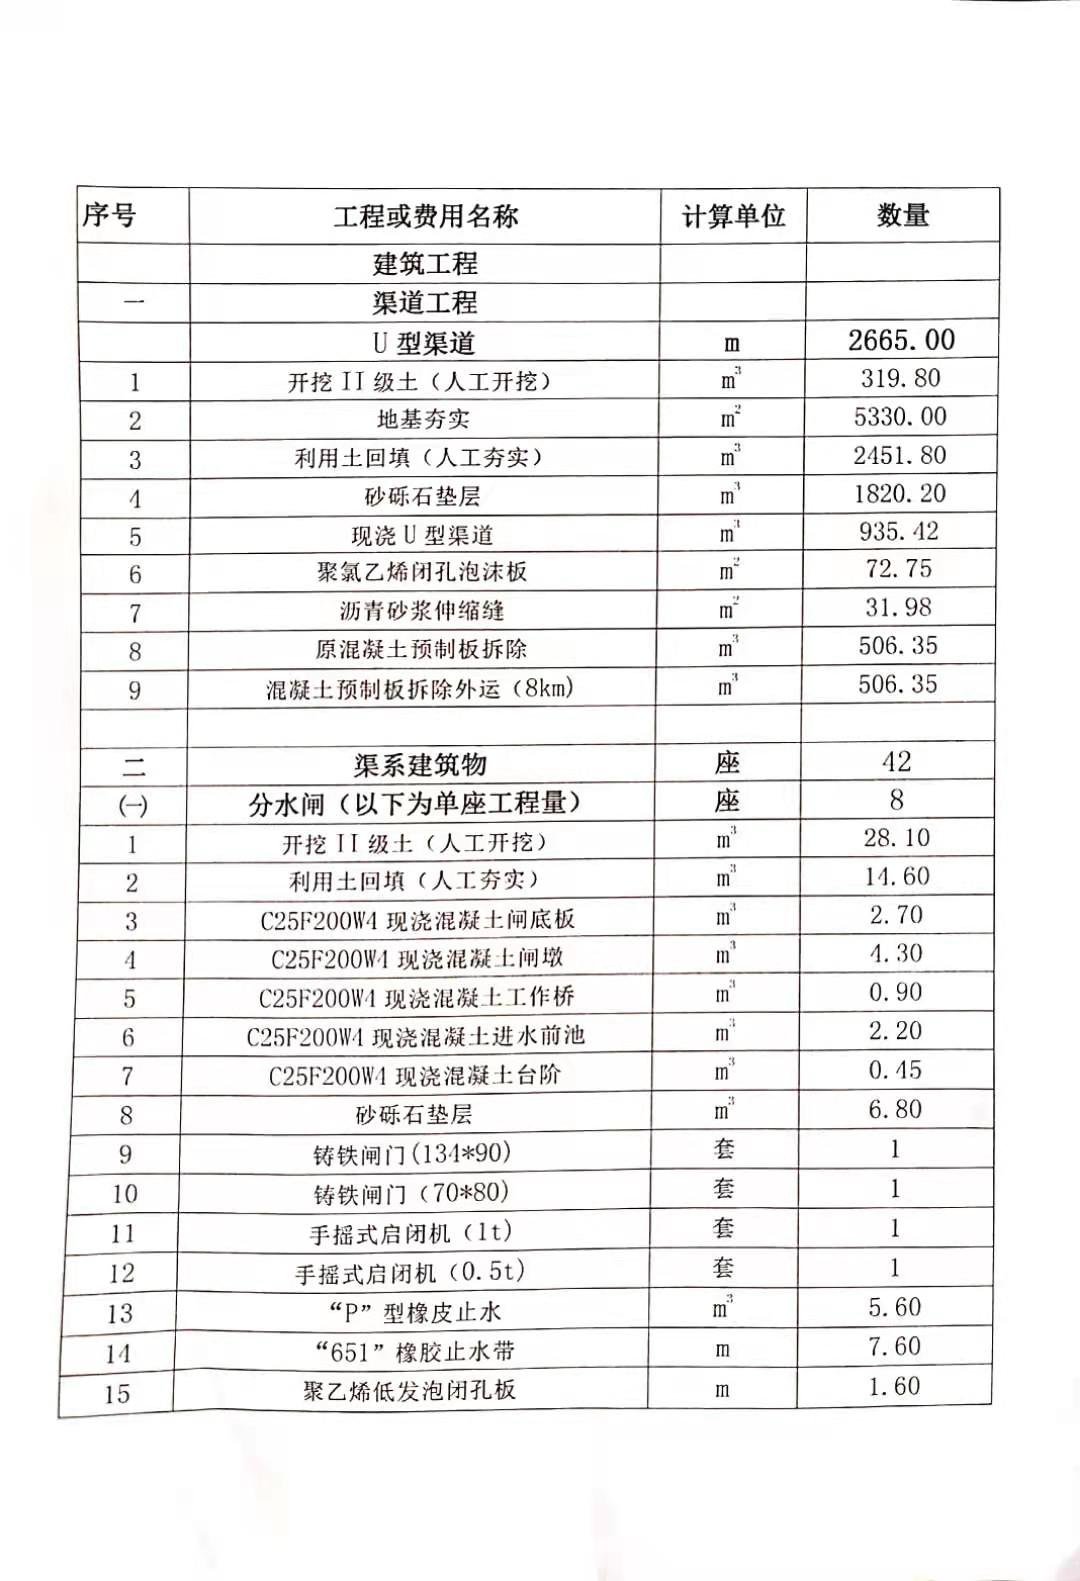 序号 工程或费用名称 计算单位 数量
建筑工程
一 渠道工程
U 型渠道 m 2665.00
1 开挖 II 级土（人工开挖） m³ 319.80
2 地基夯实 m² 5330.00
3 利用土回填（人工夯实） m³ 2451.80
4 砂砾石垫层 m³ 1820.20
5 现浇 U 型渠道 m³ 935.42
6 聚氯乙烯闭孔泡沫板 m² 72.75
7 沥青砂浆伸缩缝 m² 31.98
8 原混凝土预制板拆除 m³ 506.35
9 混凝土预制板拆除外运（8km) m³ 506.35
二 渠系建筑物 座 42
(一) 分水闸（以下为单座工程量） 座 8
1 开挖 II 级土（人工开挖） m³ 28.10
2 利用土回填（人工夯实） m³ 14.60
3 C25F200W4 现浇混凝土闸底板 m³ 2.70
4 C25F200W4 现浇混凝土闸墩 m³ 4.30
5 C25F200W4 现浇混凝土工作桥 m³ 0.90
6 C25F200W4 现浇混凝土进水前池 m³ 2.20
7 C25F200W4 现浇混凝土台阶 m³ 0.45
8 砂砾石垫层 m³ 6.80
9 铸铁闸门(134*90) 套 1
10 铸铁闸门（70*80) 套 1
11 手摇式启闭机（1t) 套 1
12 手摇式启闭机（0.5t) 套 1
13 “P” 型橡皮止水 m³ 5.60
14 “651” 橡胶止水带 m 7.60
15 聚乙烯低发泡闭孔板 m 1.60